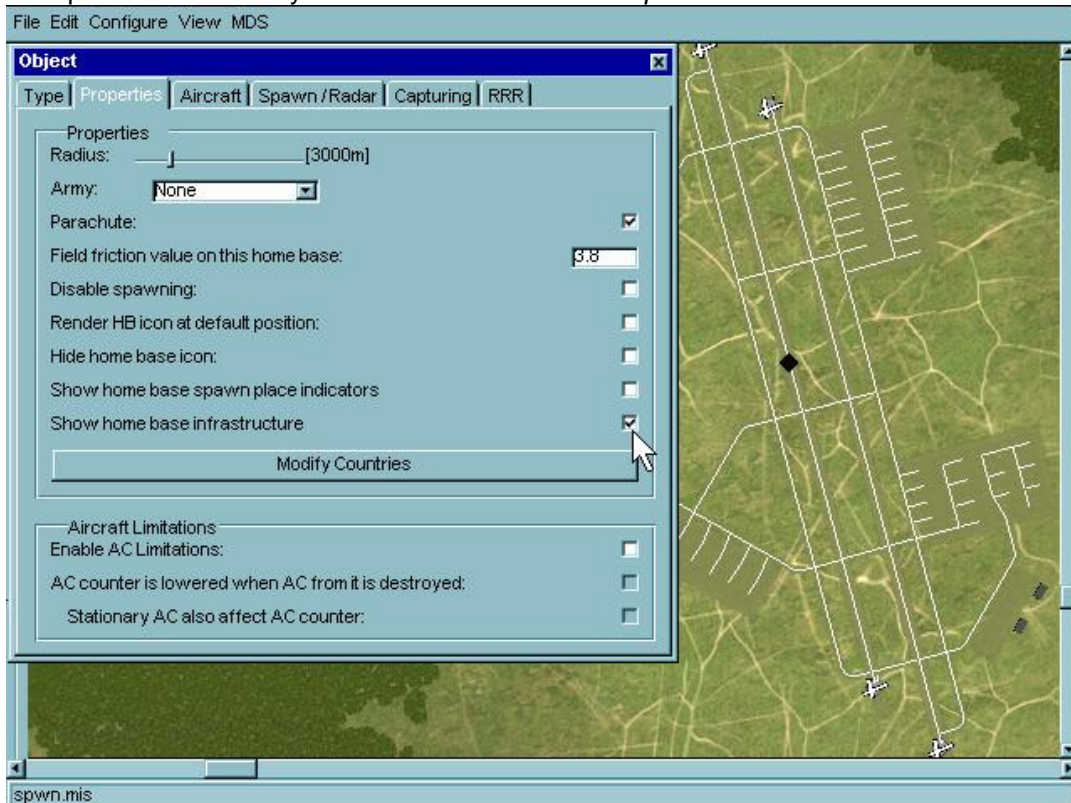 File Edit Configure View MDS
Object
Type Properties Aircraft Spawn / Radar Capturing RRR
Properties
Radius: [3000m]
Army: None
Parachute:
Field friction value on this home base: 3.8
Disable spawning:
Render HB icon at default position:
Hide home base icon:
Show home base spawn place indicators
Show home base infrastructure
Modify Countries
Aircraft Limitations
Enable AC Limitations:
AC counter is lowered when AC from it is destroyed:
Stationary AC also affect AC counter:
spwn.mis